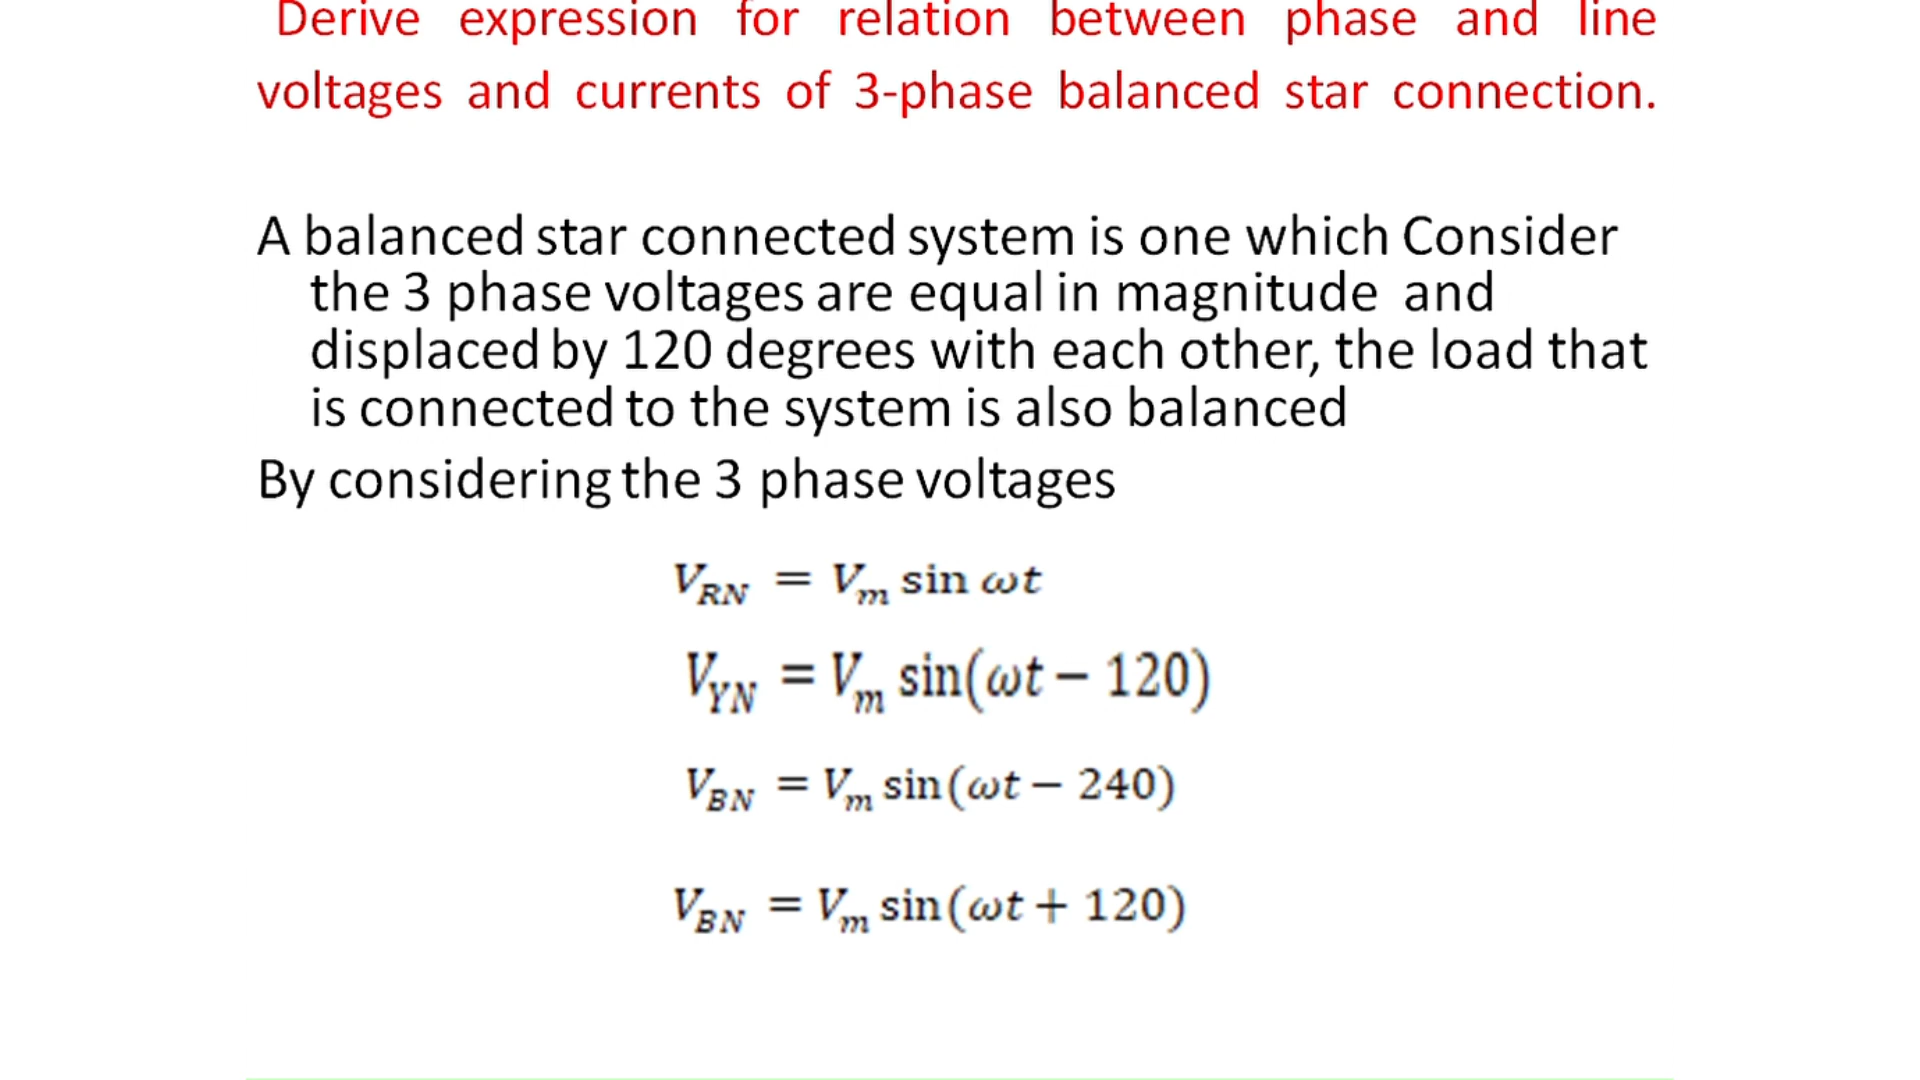 Derive expression for relation between phase and line
voltages and currents of 3-phase balanced star connection.
A balanced star connected system is one which Consider
the 3 phase voltages are equal in magnitude and
displaced by 120 degrees with each other, the load that
is connected to the system is also balanced
By considering the 3 phase voltages
V_RN = V_m sin ωt
V_YN = V_m sin(ωt − 120)
V_BN = V_m sin(ωt − 240)
V_BN = V_m sin(ωt + 120)